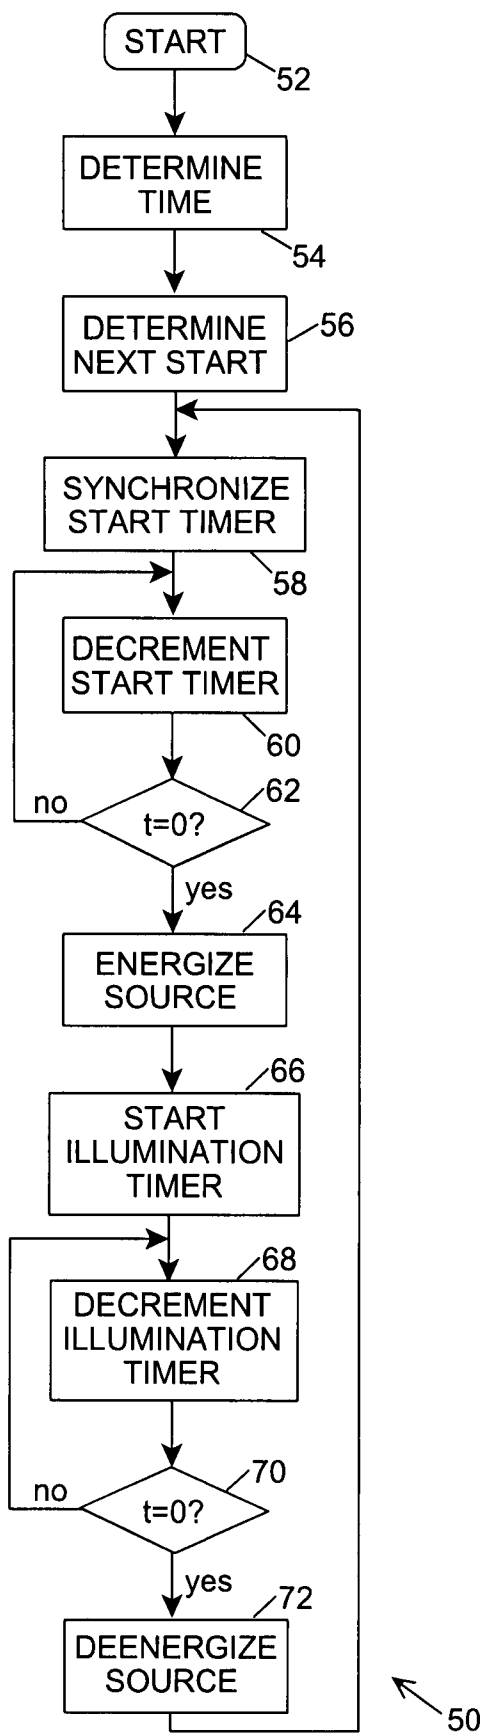 START
52
DETERMINE
TIME
54
DETERMINE
NEXT START
56
SYNCHRONIZE
START TIMER
58
DECREMENT
START TIMER
60
t=0?
62
no
yes
64
ENERGIZE
SOURCE
66
START
ILLUMINATION
TIMER
68
DECREMENT
ILLUMINATION
TIMER
70
t=0?
no
yes
72
DEENERGIZE
SOURCE
50